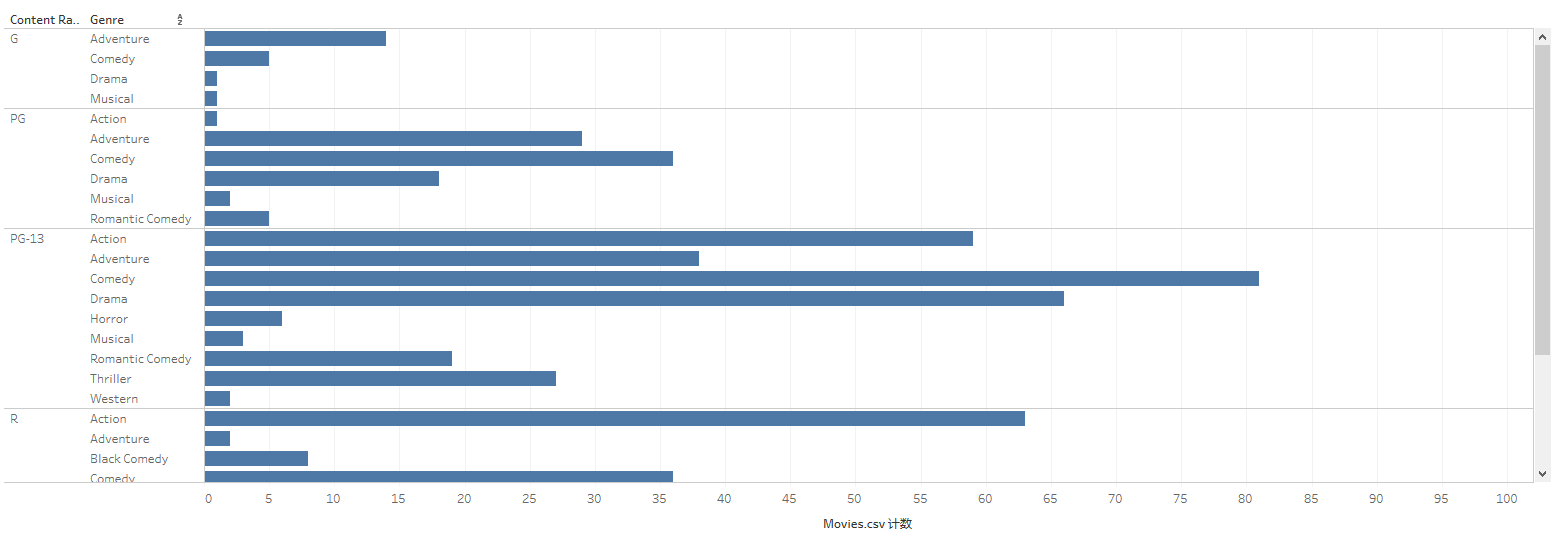 Content Ra.. Genre
G Adventure
Comedy
Drama
Musical
PG Action
Adventure
Comedy
Drama
Musical
Romantic Comedy
PG-13 Action
Adventure
Comedy
Drama
Horror
Musical
Romantic Comedy
Thriller
Western
R Action
Adventure
Black Comedy
Comedy
0 5 10 15 20 25 30 35 40 45 50 55 60 65 70 75 80 85 90 95 100
Movies.csv 计数